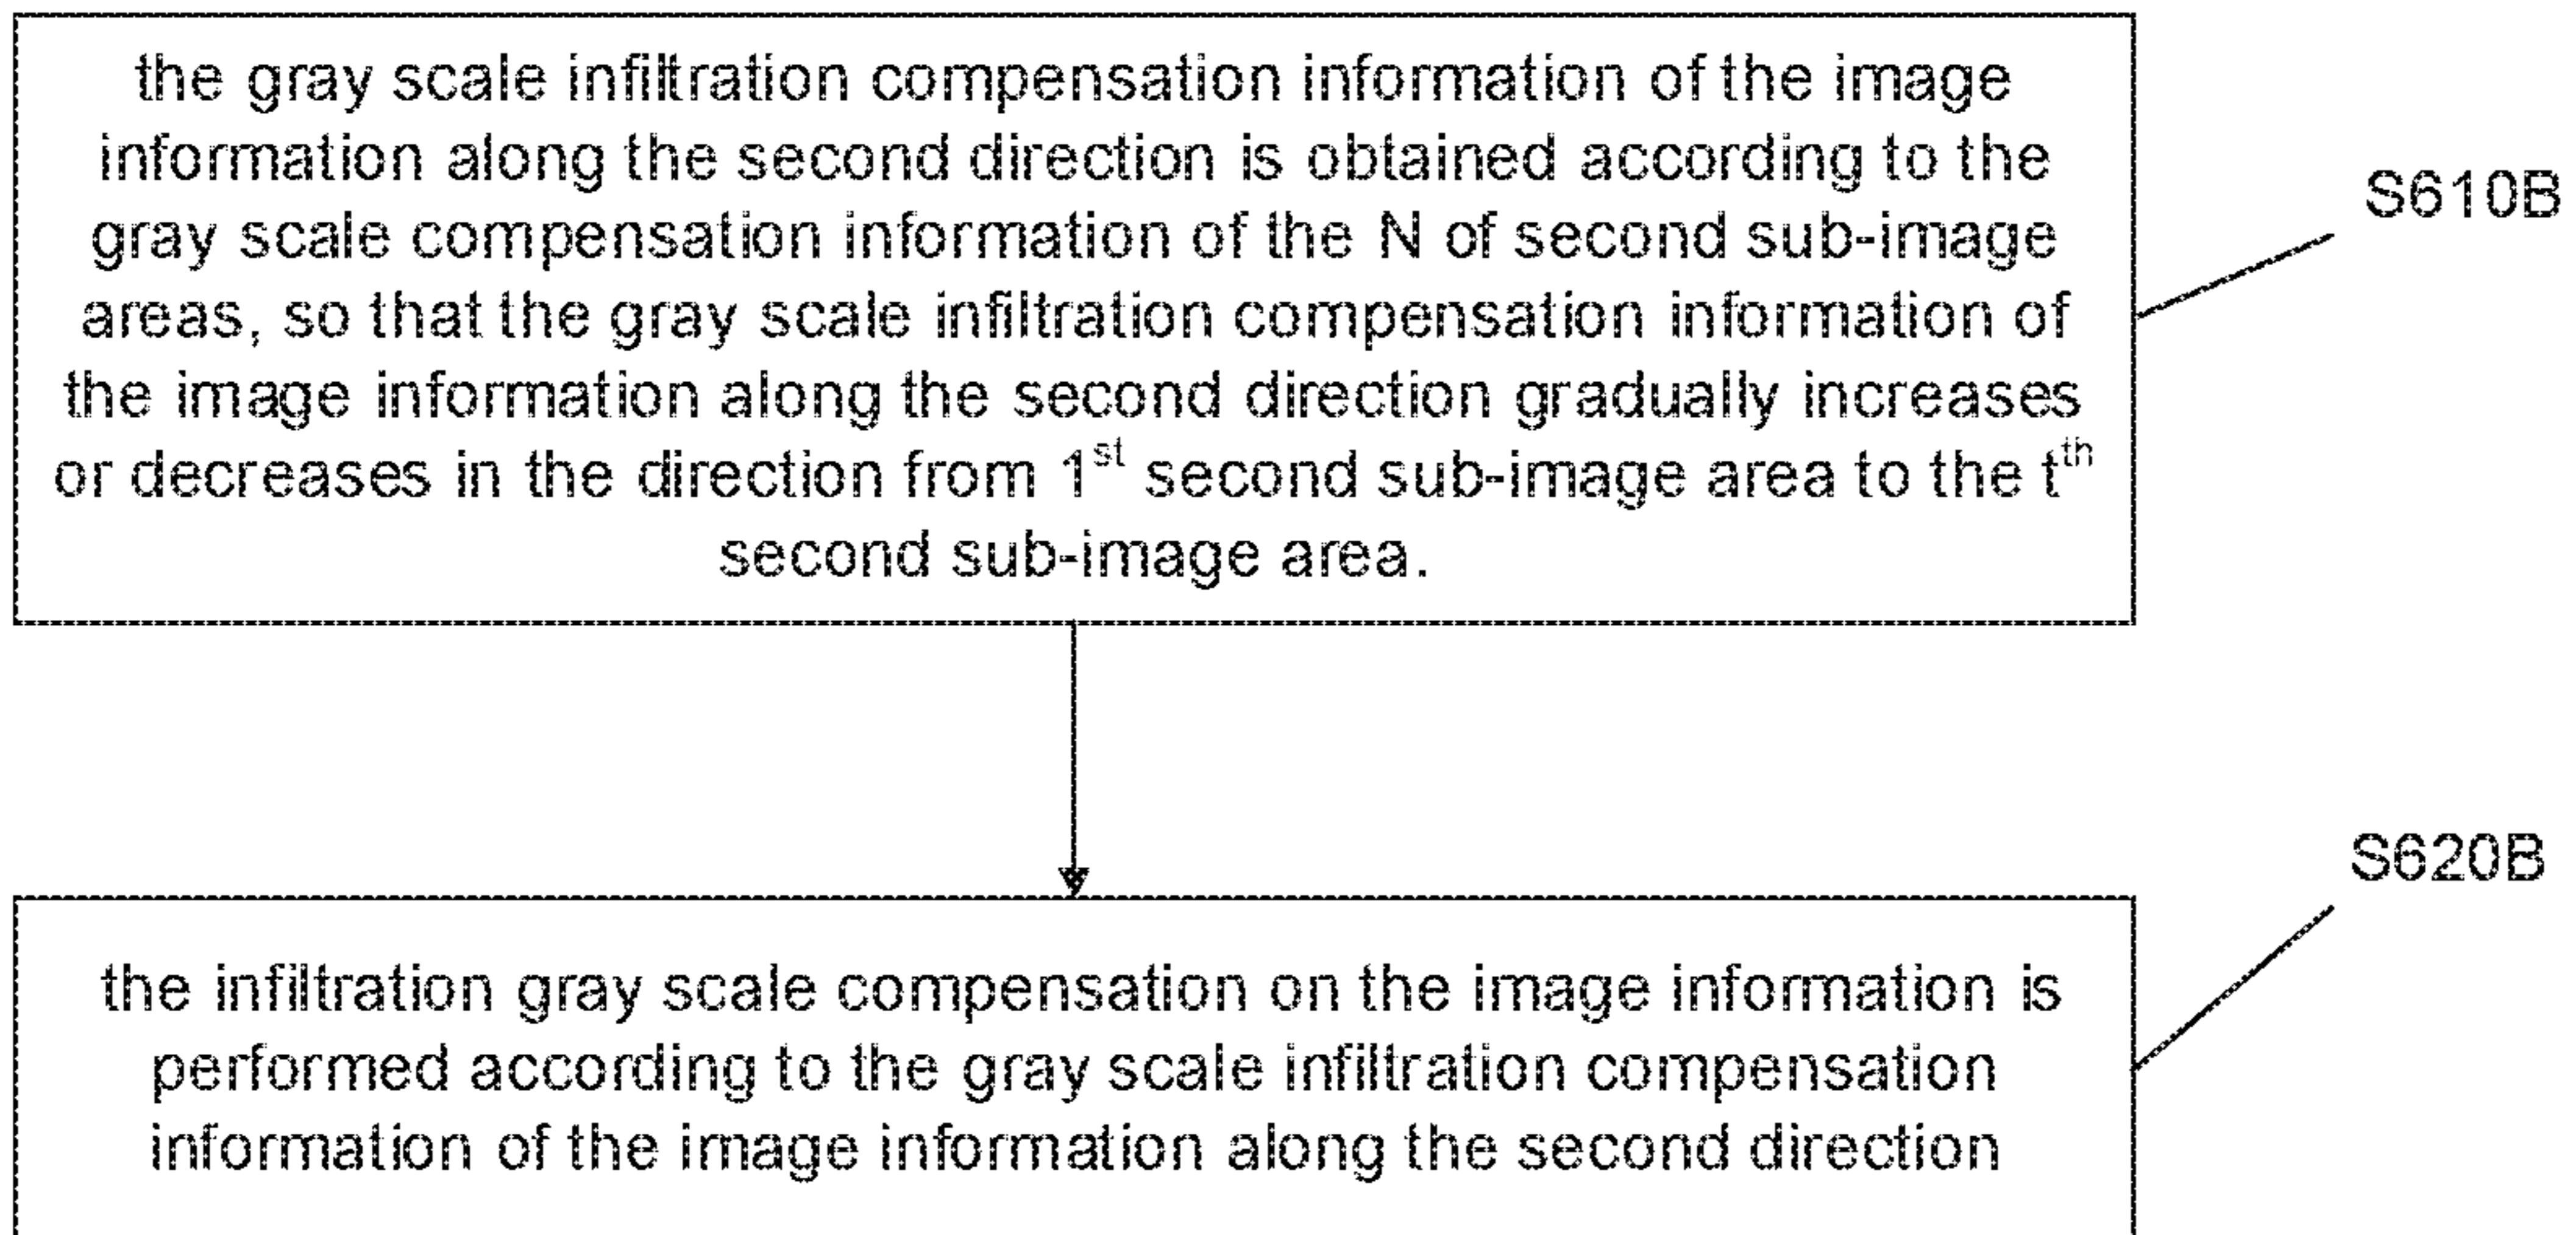 the gray scale infiltration compensation information of the image
information along the second direction is obtained according to the
gray scale compensation information of the N of second sub-image
areas, so that the gray scale infiltration compensation information of
the image information along the second direction gradually increases
or decreases in the direction from 1st second sub-image area to the tth
second sub-image area.
S610B
S620B
the infiltration gray scale compensation on the image information is
performed according to the gray scale infiltration compensation
information of the image information along the second direction